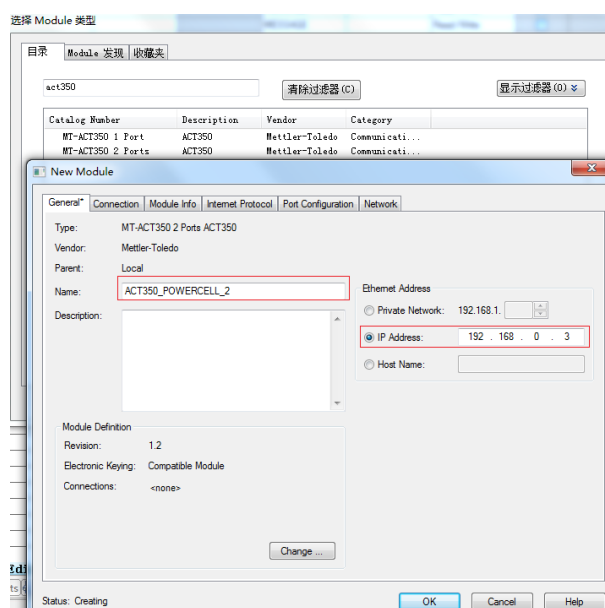 选择 Module 类型
目录 Module 发现 收藏夹
act350 清除过滤器(C) 显示过滤器(0)
Catalog Number Description Vendor Category
MT-ACT350 1 Port ACT350 Mettler-Toledo Communicati...
MT-ACT350 2 Ports ACT350 Mettler-Toledo Communicati...
New Module
General* Connection Module Info Internet Protocol Port Configuration Network
Type: MT-ACT350 2 Ports ACT350
Vendor: Mettler-Toledo
Parent: Local
Name: ACT350_POWERCELL_2
Ethernet Address
Private Network: 192.168.1.
Description:
IP Address: 192 . 168 . 0 . 3
Host Name:
Module Definition
Revision: 1.2
Electronic Keying: Compatible Module
Connections: <none>
Change ...
Status: Creating OK Cancel Help